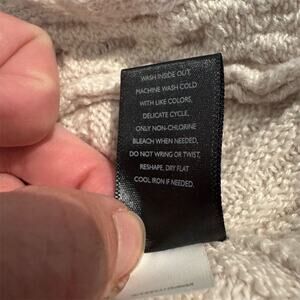 WASH INSIDE OUT,
MACHINE WASH COLD
WITH LIKE COLORS,
DELICATE CYCLE,
ONLY NON-CHLORINE
BLEACH WHEN NEEDED,
DO NOT WRING OR TWIST,
RESHAPE, DRY FLAT
COOL IRON IF NEEDED.